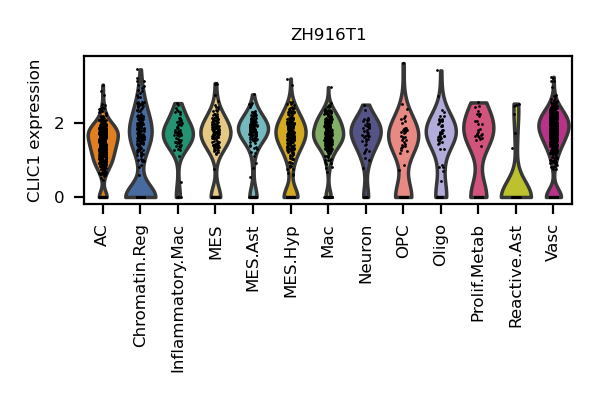 ZH916T1
CLIC1 expression
2
0
AC
Chromatin.Reg
Inflammatory.Mac
MES
MES.Ast
MES.Hyp
Mac
Neuron
OPC
Oligo
Prolif.Metab
Reactive.Ast
Vasc